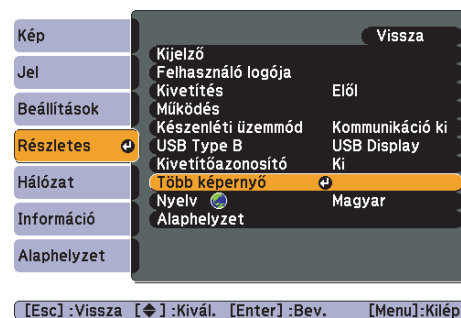 Kép
Jel
Beállítások
Részletes
Hálózat
Információ
Alaphelyzet
Vissza
Kijelző
Felhasználó logója
Kivetítés Elől
Működés
Készenléti üzemmód Kommunikáció ki
USB Type B USB Display
Kivetítőazonosító Ki
Több képernyő
Nyelv Magyar
Alaphelyzet
[Esc] :Vissza [◆] :Kivál. [Enter] :Bev. [Menu]:Kilép